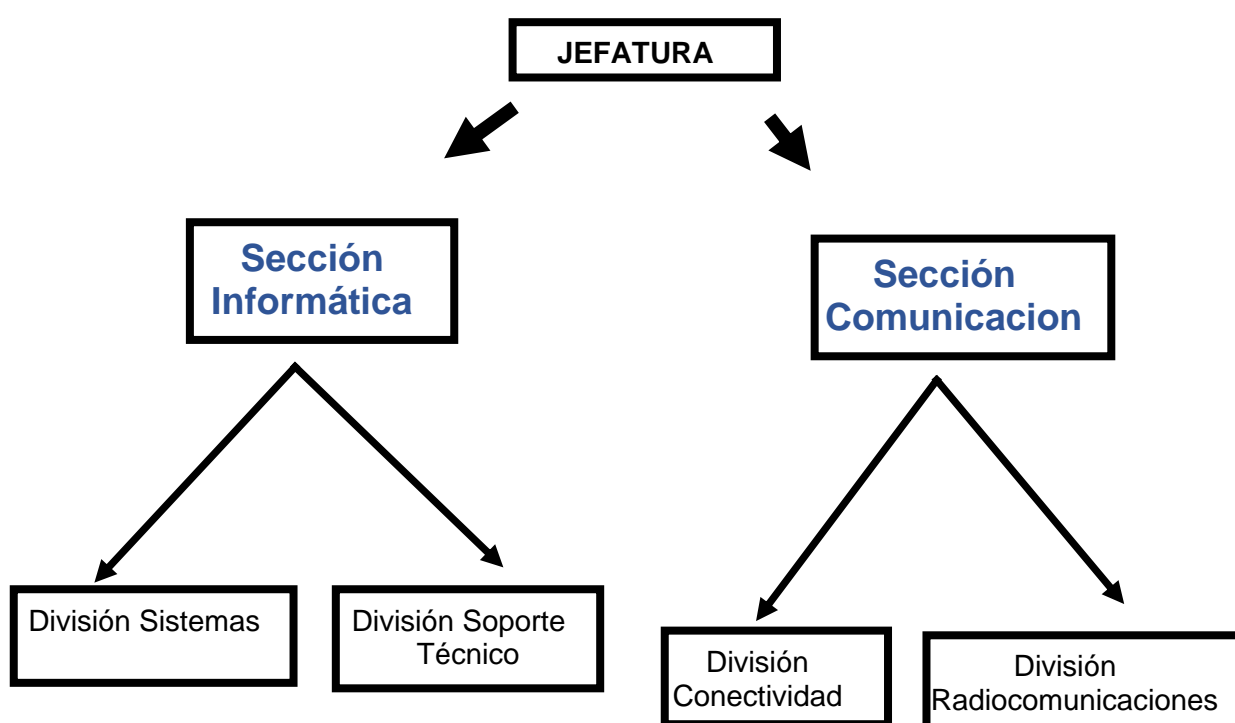 JEFATURA
Sección
Informática
Sección
Comunicacion
División Sistemas
División Soporte
Técnico
División
Conectividad
División
Radiocomunicaciones